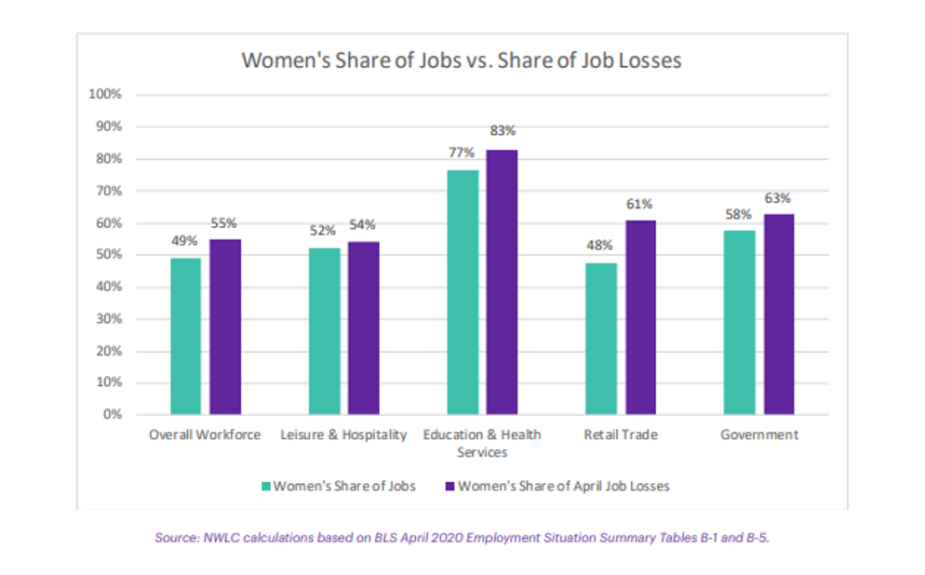 Women's Share of Jobs vs. Share of Job Losses
100%
90%
80%
70%
60%
50%
40%
30%
20%
10%
0%
49%
55%
52%
54%
77%
83%
48%
61%
58%
63%
Overall Workforce
Leisure & Hospitality
Education & Health
Services
Retail Trade
Government
Women's Share of Jobs
Women's Share of April Job Losses
Source: NWLC calculations based on BLS April 2020 Employment Situation Summary Tables B-1 and B-5.